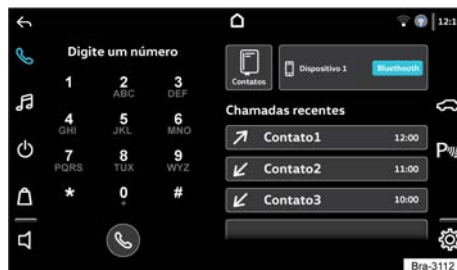 12:1
Digite um número
1 2 3
ABC DEF
4 5 6
GHI JKL MNO
7 8 9
PQRS TUV WYZ
* 0 #
+
Contatos
Dispositivo 1
Bluethooth
Chamadas recentes
Contato1 12:00
Contato2 11:00
Contato3 10:00
P
Bra-3112